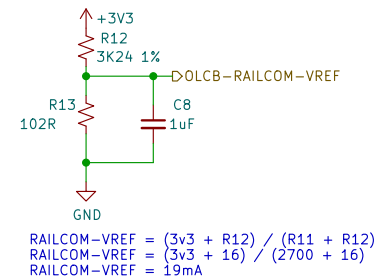 +3V3
R12
3K24 1%
OLCB-RAILCOM-VREF
R13
102R
C8
1uF
GND
RAILCOM-VREF = (3v3 + R12) / (R11 + R12)
RAILCOM-VREF = (3v3 + 16) / (2700 + 16)
RAILCOM-VREF = 19mA